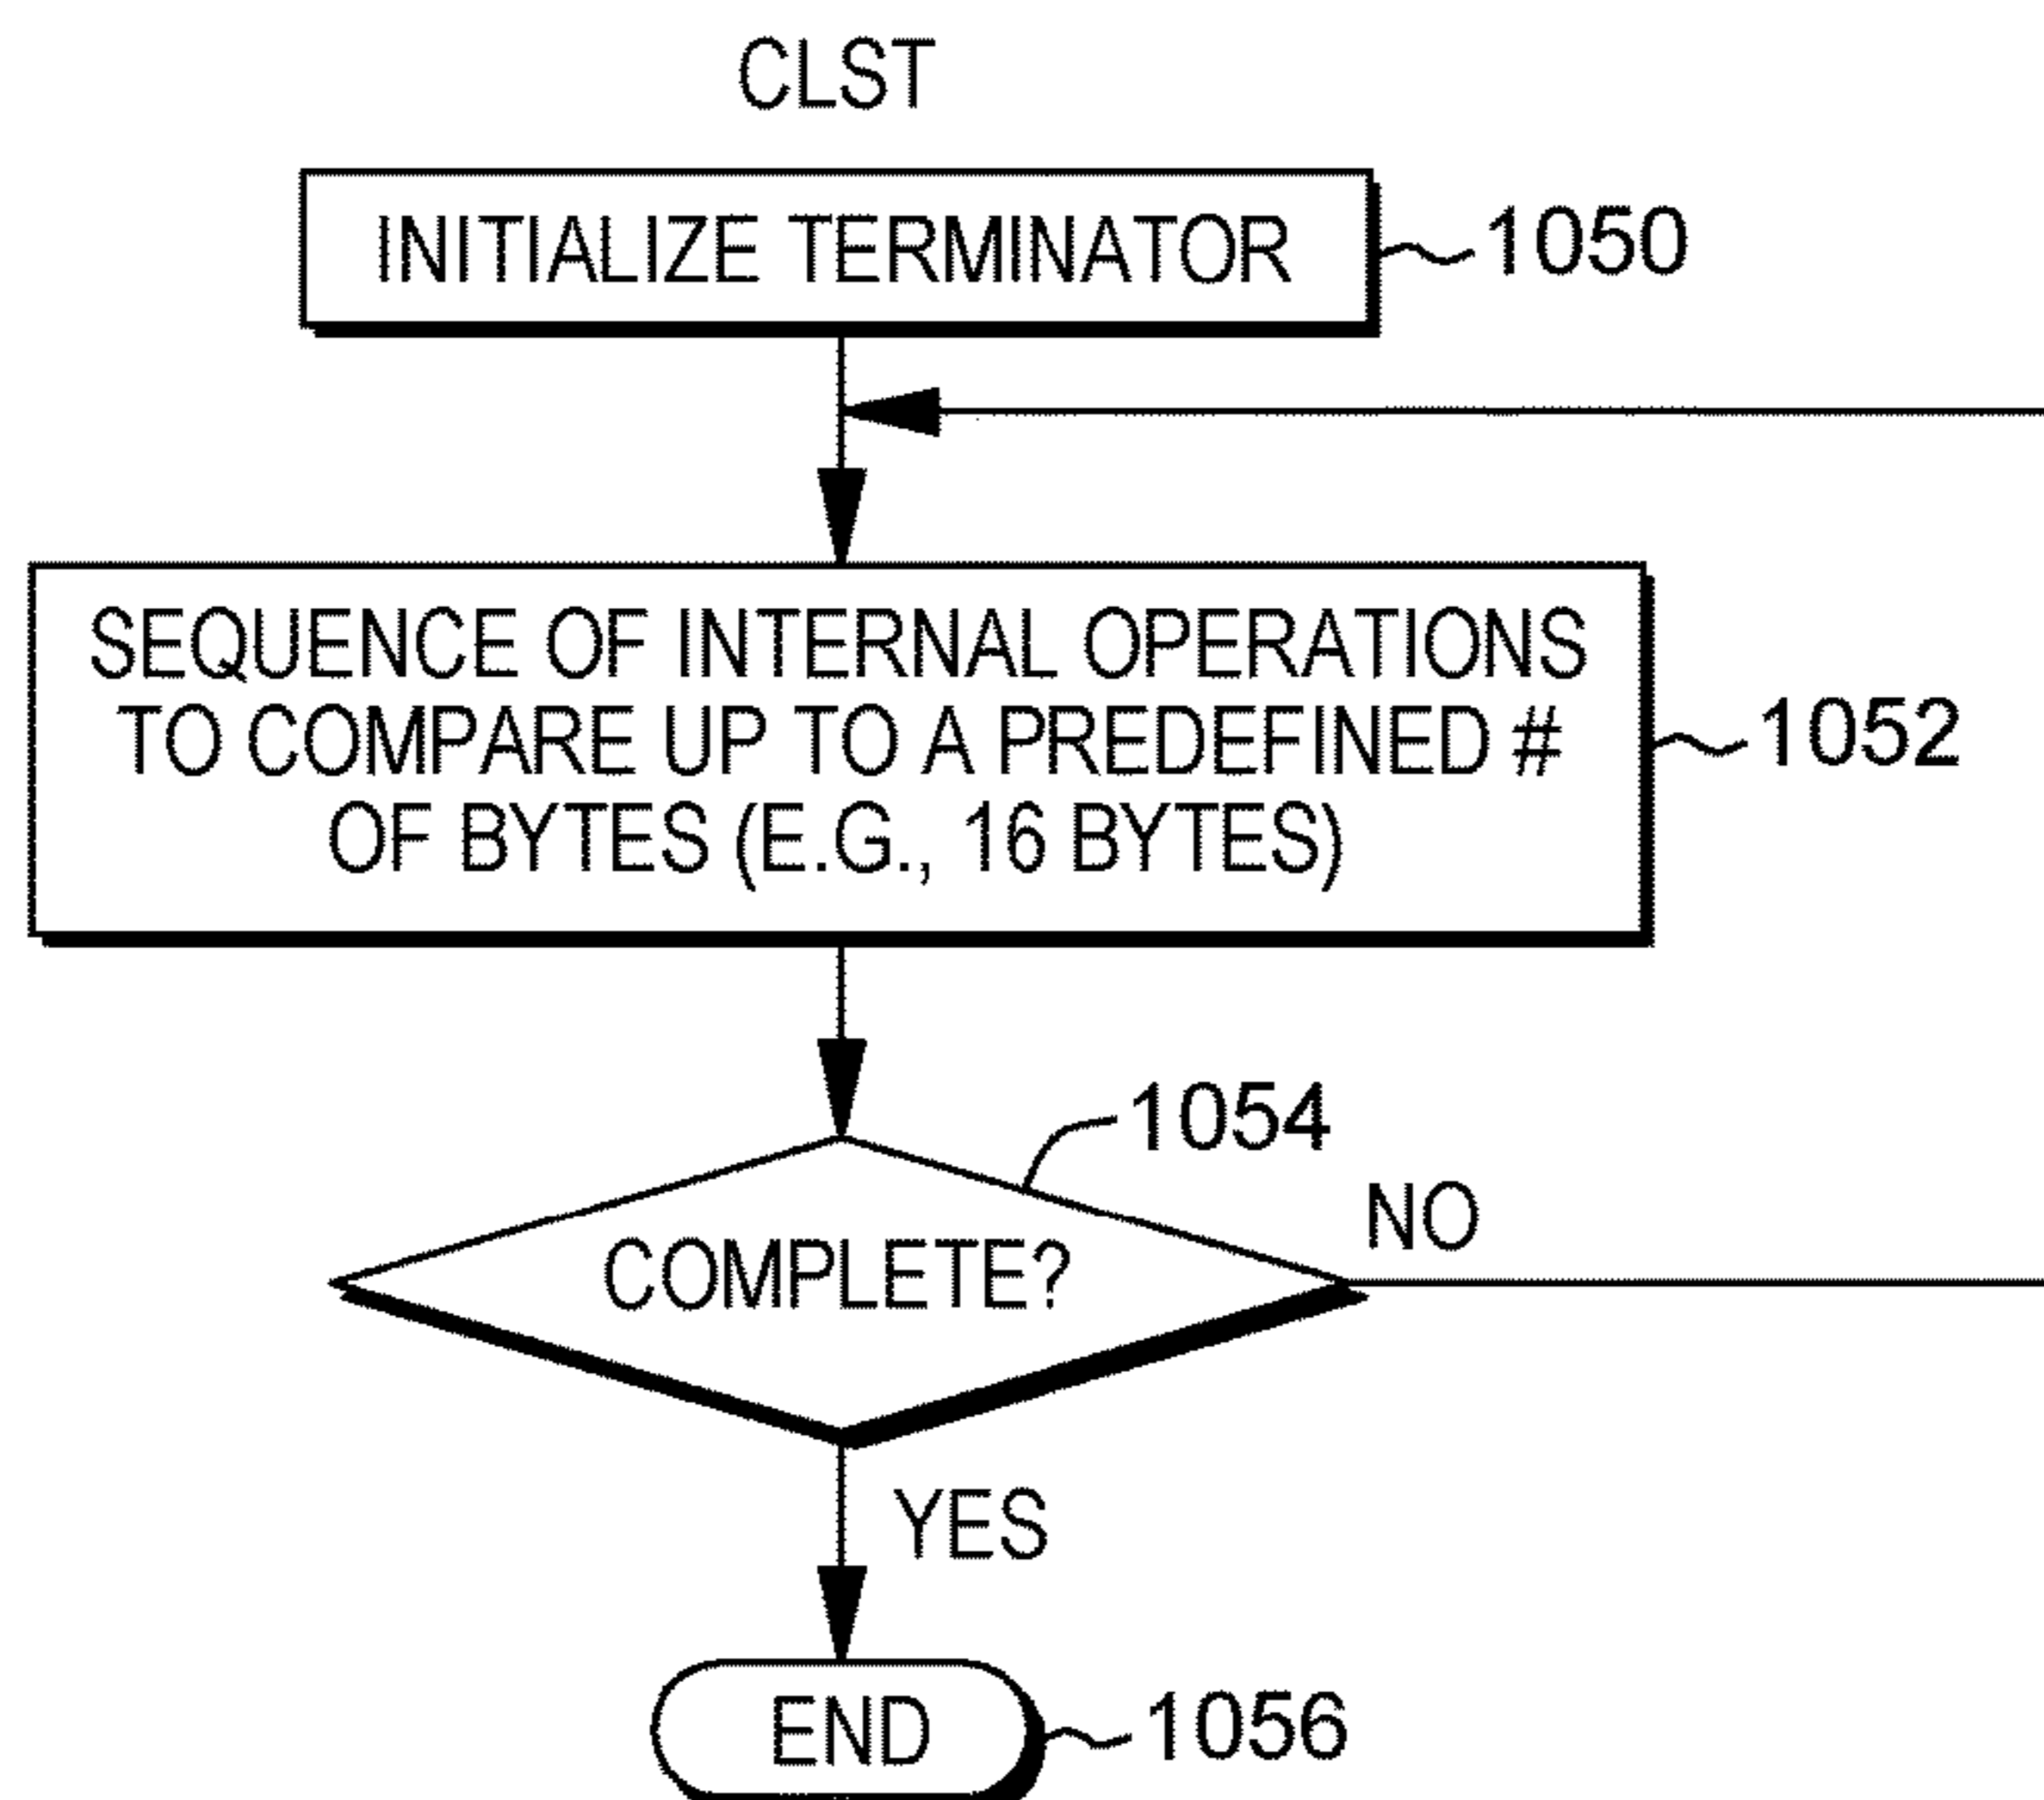 CLST
INITIALIZE TERMINATOR
1050
SEQUENCE OF INTERNAL OPERATIONS
TO COMPARE UP TO A PREDEFINED #
OF BYTES (E.G., 16 BYTES)
1052
1054
COMPLETE?
NO
YES
END
1056